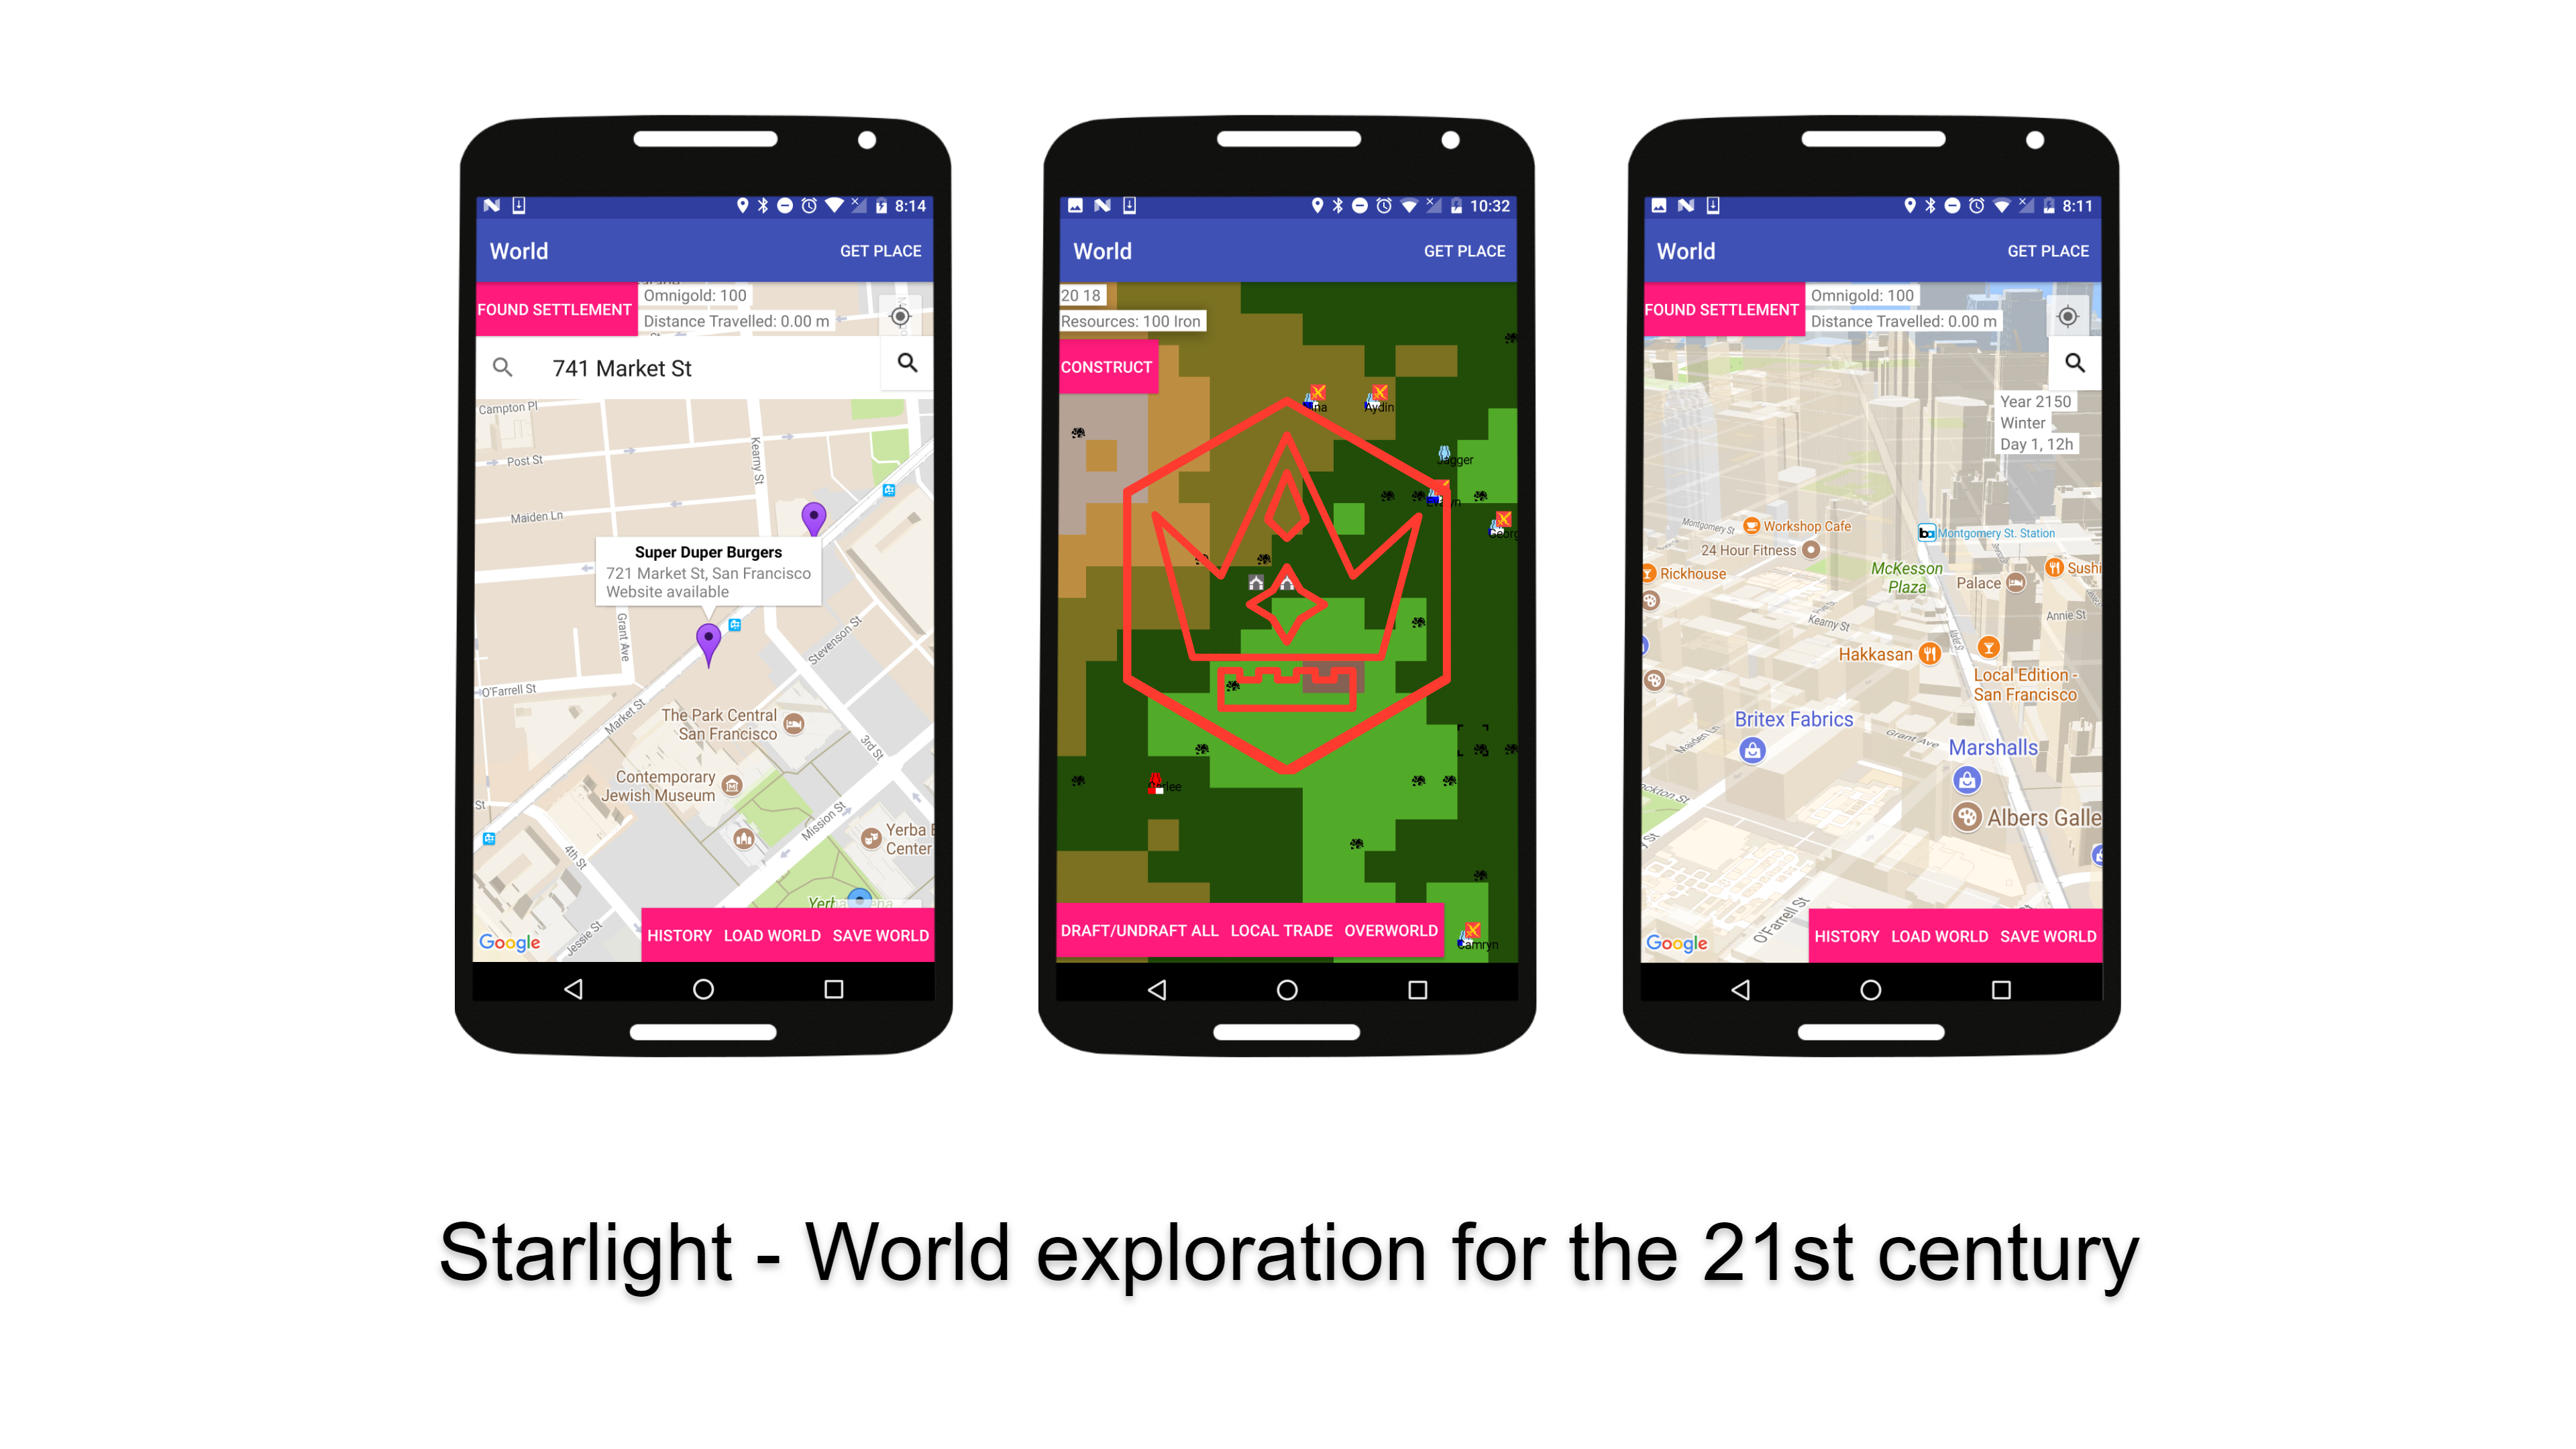 8:14
World
GET PLACE
FOUND SETTLEMENT
Omnigold: 100
Distance Travelled: 0.00 m
741 Market St
Campton Pl
Post St
Kearny St
Maiden Ln
Super Duper Burgers
721 Market St, San Francisco
Website available
Grant Ave
Stevenson St
O'Farrell St
Market St
The Park Central
San Francisco
3rd St
Contemporary
Jewish Museum
St
Mission St
Yerba
Center
4th St
Jessie St
Google
HISTORY LOAD WORLD SAVE WORLD
10:32
World
GET PLACE
20 18
Resources: 100 Iron
CONSTRUCT
Aydin
Jagger
Camryn
DRAFT/UNDRAFT ALL LOCAL TRADE OVERWORLD
8:11
World
GET PLACE
FOUND SETTLEMENT
Omnigold: 100
Distance Travelled: 0.00 m
Year 2150
Winter
Day 1, 12h
Montgomery St
Workshop Cafe
Montgomery St. Station
24 Hour Fitness
Rickhouse
McKesson
Plaza
Palace
Sushi
Annie St
Kearny St
Hakkasan
Local Edition -
San Francisco
Britex Fabrics
Maiden Ln
Grant Ave
Marshalls
ockton St
Albers Galle
O'Farrell St
Google
HISTORY LOAD WORLD SAVE WORLD
Starlight - World exploration for the 21st century